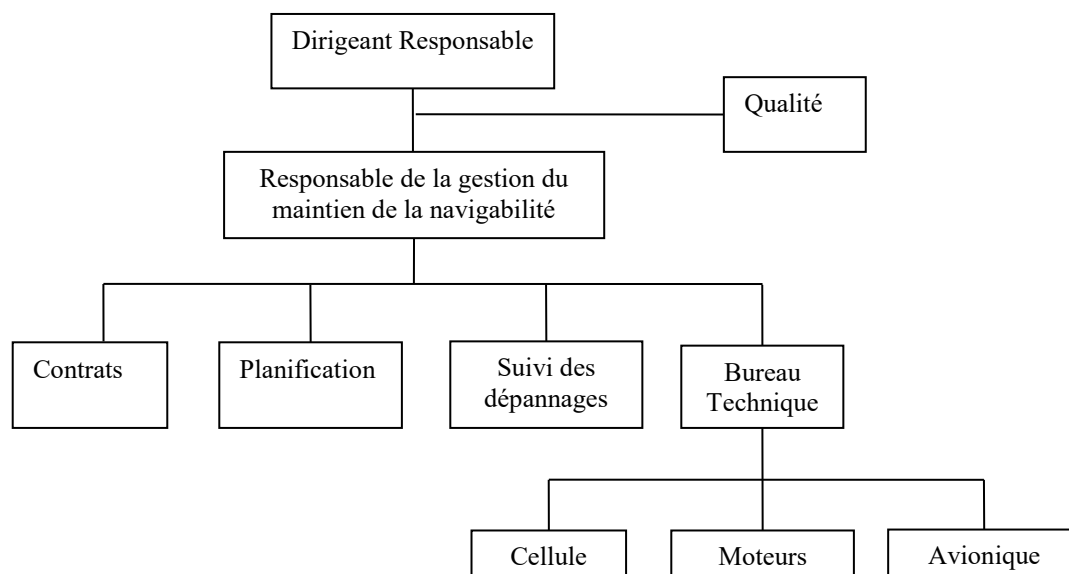 Dirigeant Responsable
Qualité
Responsable de la gestion du
maintien de la navigabilité
Contrats
Planification
Suivi des
dépannages
Bureau
Technique
Cellule
Moteurs
Avionique